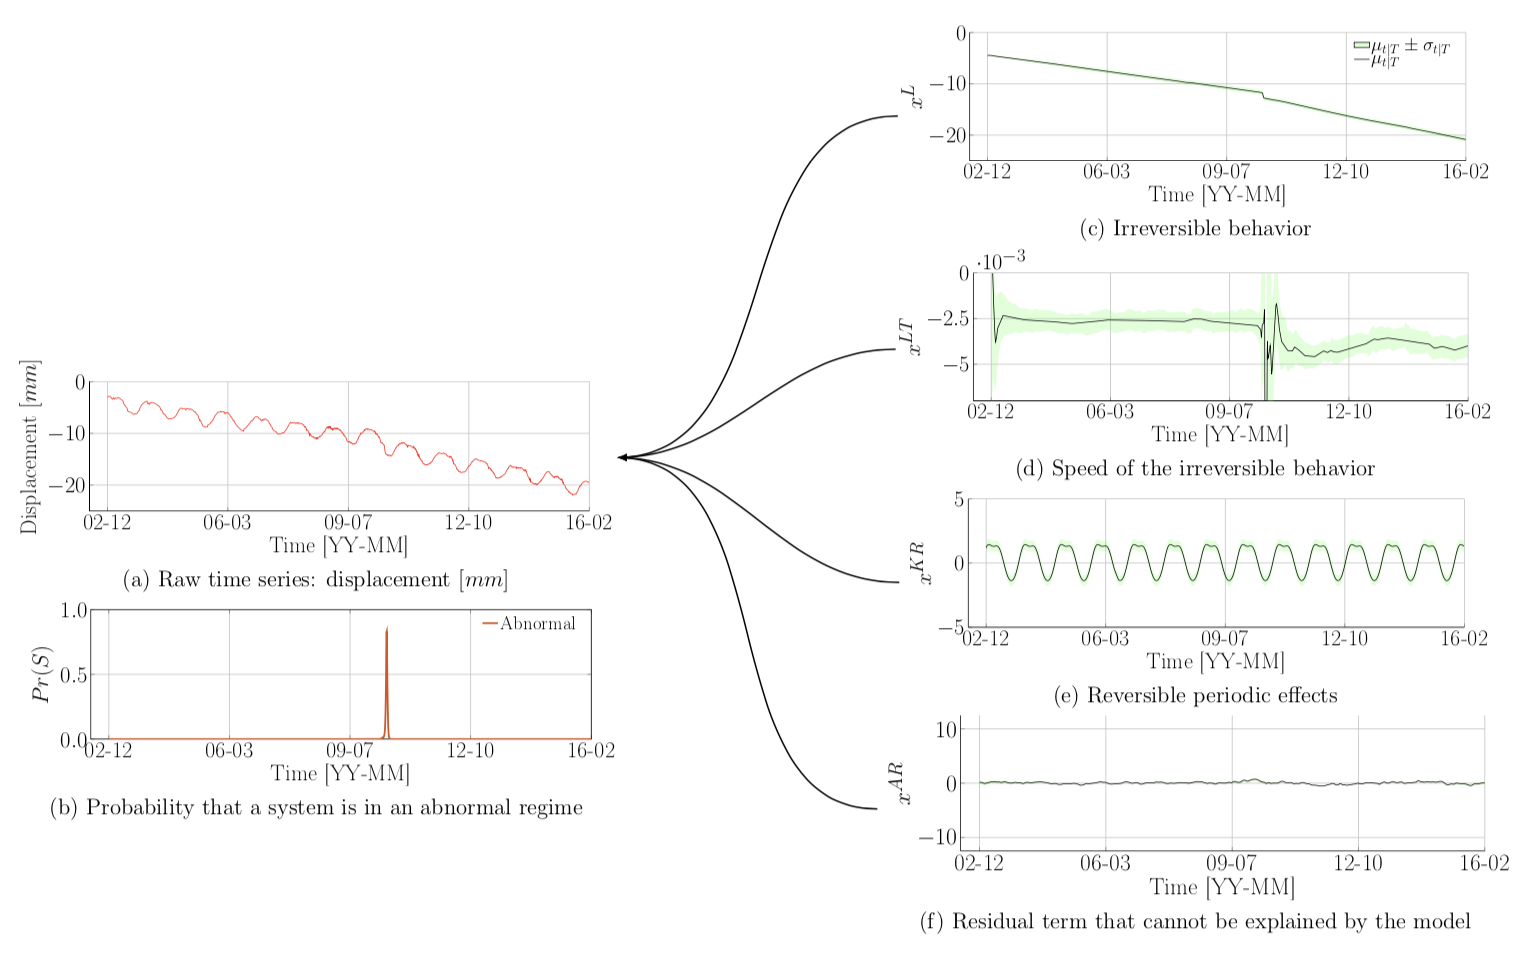 0
−10
−20
Displacement [mm]
02-12 06-03 09-07 12-10 16-02
Time [YY-MM]
(a) Raw time series: displacement [mm]
1.0
0.5
0.0
Pr(S)
Abnormal
02-12 06-03 09-07 12-10 16-02
Time [YY-MM]
(b) Probability that a system is in an abnormal regime
0
−10
−20
x^L
μ_{t|T} ± σ_{t|T}
μ_{t|T}
02-12 06-03 09-07 12-10 16-02
Time [YY-MM]
(c) Irreversible behavior
·10^{−3}
0
−2.5
−5
x^{LT}
02-12 06-03 09-07 12-10 16-02
Time [YY-MM]
(d) Speed of the irreversible behavior
5
0
−5
x^{KR}
02-12 06-03 09-07 12-10 16-02
Time [YY-MM]
(e) Reversible periodic effects
10
0
−10
x^{AR}
02-12 06-03 09-07 12-10 16-02
Time [YY-MM]
(f) Residual term that cannot be explained by the model